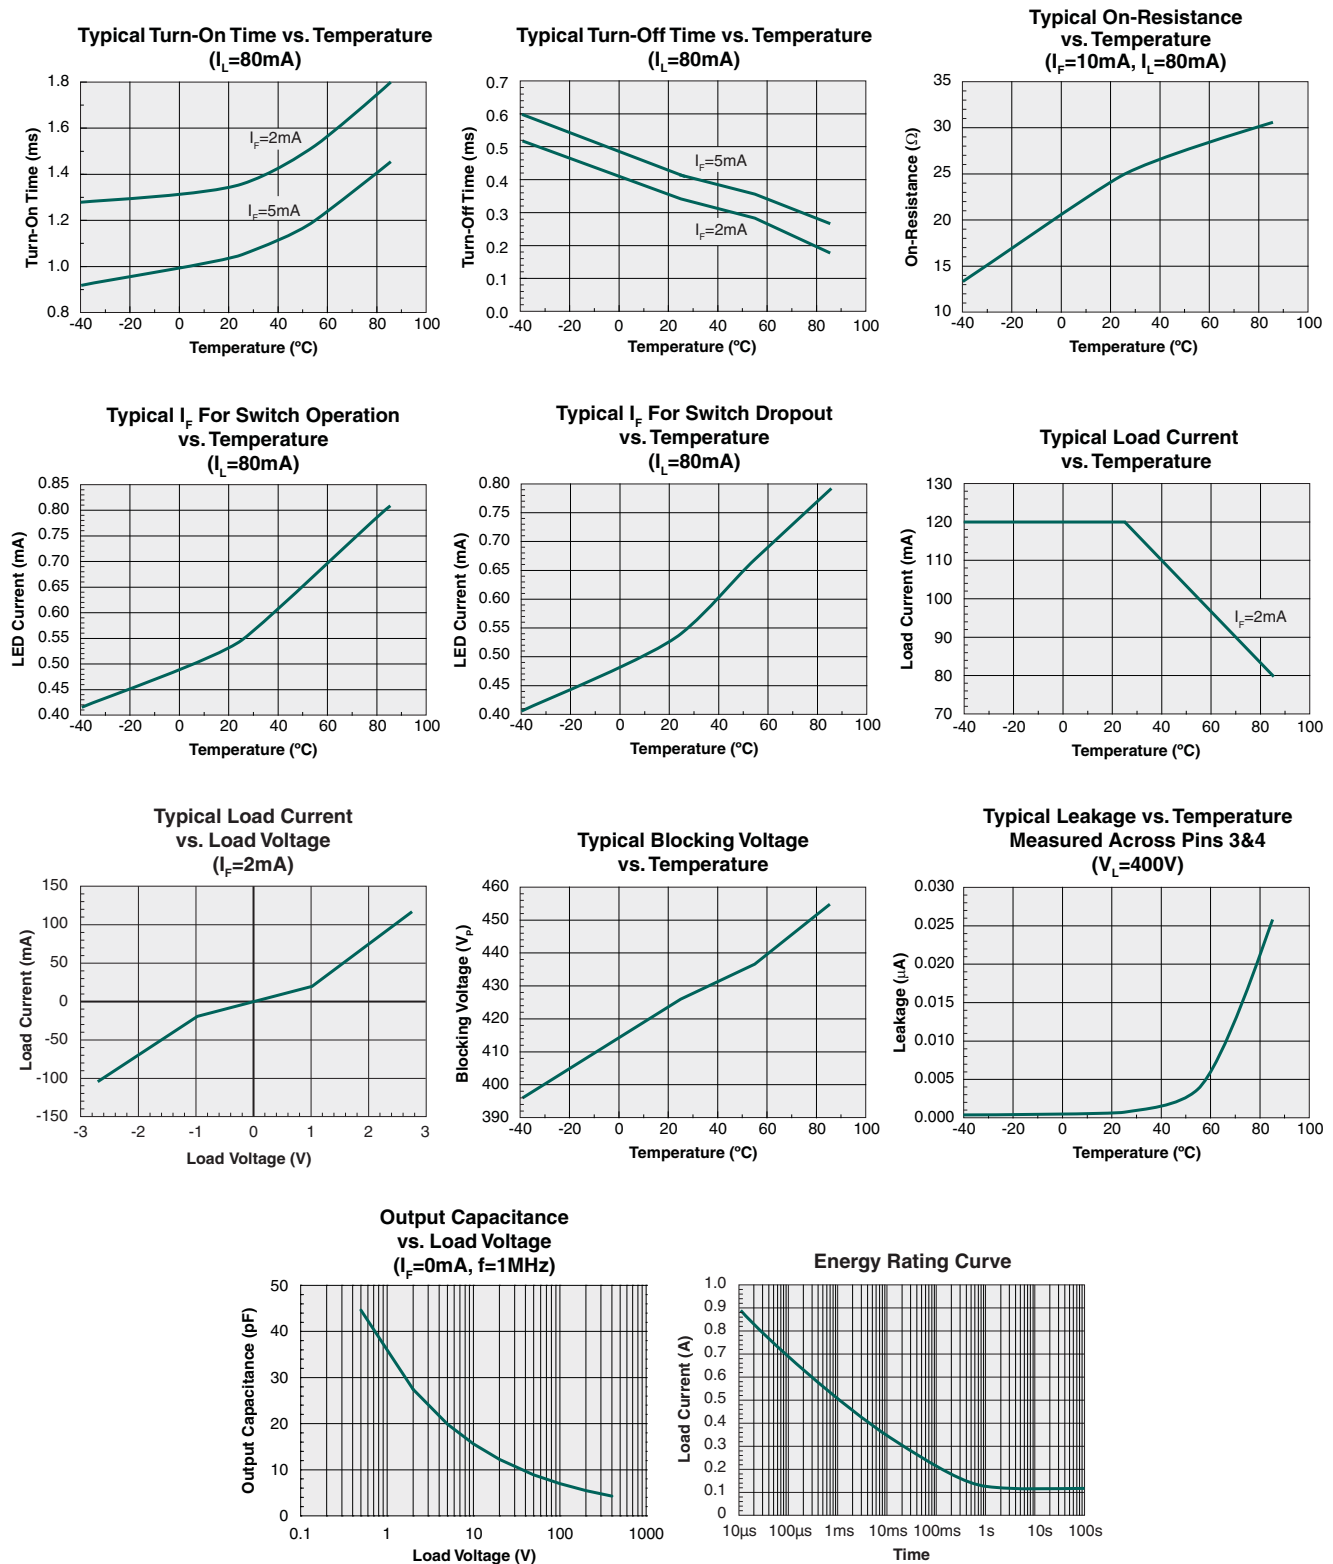 Typical Turn-On Time vs. Temperature
(IL=80mA)
Turn-On Time (ms)
1.8
1.6
1.4
1.2
1.0
0.8
IF=2mA
IF=5mA
-40 -20 0 20 40 60 80 100
Temperature (ºC)
Typical Turn-Off Time vs. Temperature
(IL=80mA)
Turn-Off Time (ms)
0.7
0.6
0.5
0.4
0.3
0.2
0.1
0.0
IF=5mA
IF=2mA
-40 -20 0 20 40 60 80 100
Temperature (ºC)
Typical On-Resistance
vs. Temperature
(IF=10mA, IL=80mA)
On-Resistance (Ω)
35
30
25
20
15
10
-40 -20 0 20 40 60 80 100
Temperature (ºC)
Typical IF For Switch Operation
vs. Temperature
(IL=80mA)
LED Current (mA)
0.85
0.80
0.75
0.70
0.65
0.60
0.55
0.50
0.45
0.40
-40 -20 0 20 40 60 80 100
Temperature (ºC)
Typical IF For Switch Dropout
vs. Temperature
(IL=80mA)
LED Current (mA)
0.80
0.75
0.70
0.65
0.60
0.55
0.50
0.45
0.40
-40 -20 0 20 40 60 80 100
Temperature (ºC)
Typical Load Current
vs. Temperature
Load Current (mA)
130
120
110
100
90
80
70
IF=2mA
-40 -20 0 20 40 60 80 100
Temperature (ºC)
Typical Load Current
vs. Load Voltage
(IF=2mA)
Load Current (mA)
150
100
50
0
-50
-100
-150
-3 -2 -1 0 1 2 3
Load Voltage (V)
Typical Blocking Voltage
vs. Temperature
Blocking Voltage (VP)
460
450
440
430
420
410
400
390
-40 -20 0 20 40 60 80 100
Temperature (ºC)
Typical Leakage vs. Temperature
Measured Across Pins 3&4
(VL=400V)
Leakage (μA)
0.030
0.025
0.020
0.015
0.010
0.005
0.000
-40 -20 0 20 40 60 80 100
Temperature (ºC)
Output Capacitance
vs. Load Voltage
(IF=0mA, f=1MHz)
Output Capacitance (pF)
50
40
30
20
10
0
0.1 1 10 100 1000
Load Voltage (V)
Energy Rating Curve
Load Current (A)
1.0
0.9
0.8
0.7
0.6
0.5
0.4
0.3
0.2
0.1
0
10μs 100μs 1ms 10ms 100ms 1s 10s 100s
Time